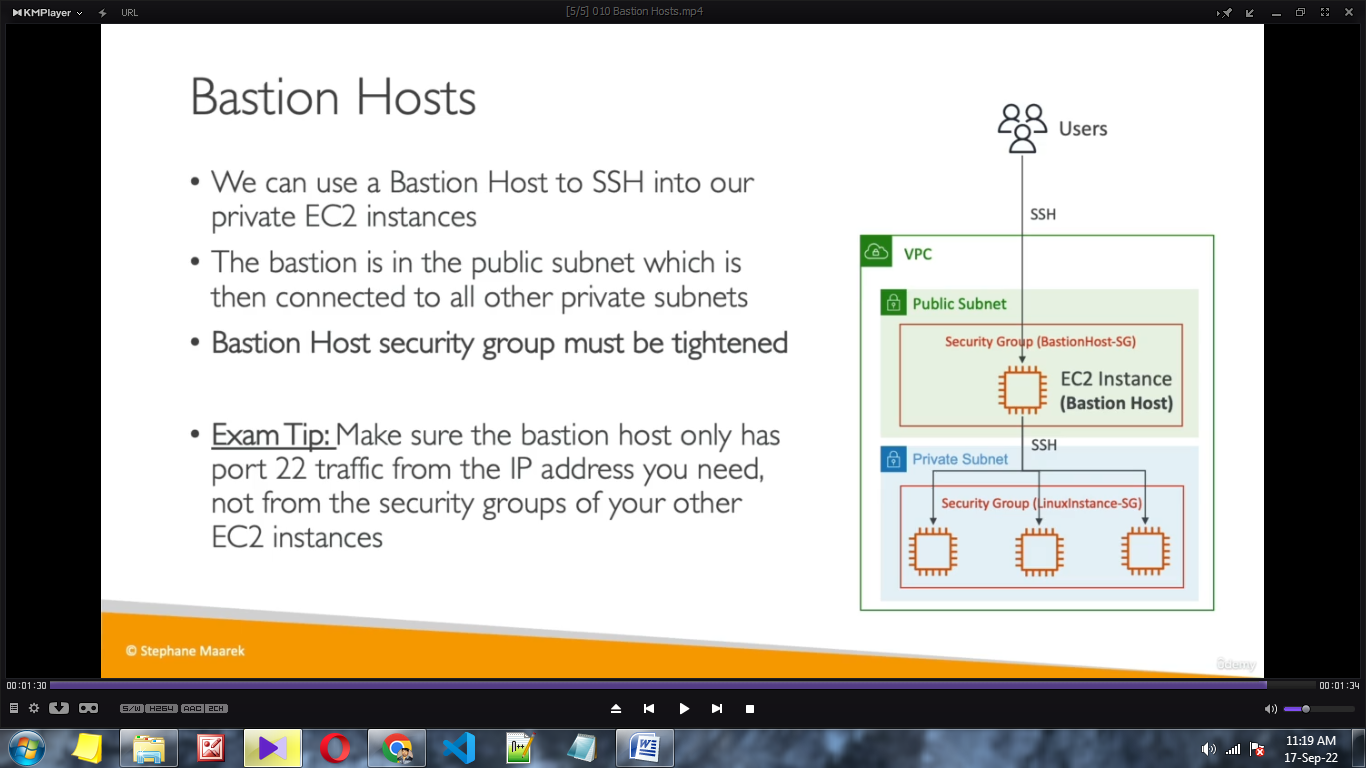 KMPlayer
URL
[5/5] 010 Bastion Hosts.mp4
Bastion Hosts
• We can use a Bastion Host to SSH into our
private EC2 instances
• The bastion is in the public subnet which is
then connected to all other private subnets
• Bastion Host security group must be tightened
• Exam Tip: Make sure the bastion host only has
port 22 traffic from the IP address you need,
not from the security groups of your other
EC2 instances
Users
SSH
VPC
Public Subnet
Security Group (BastionHost-SG)
EC2 Instance
(Bastion Host)
SSH
Private Subnet
Security Group (LinuxInstance-SG)
© Stephane Maarek
00:01:30
00:01:34
S/W H264 AAC 2CH
11:19 AM
17-Sep-22